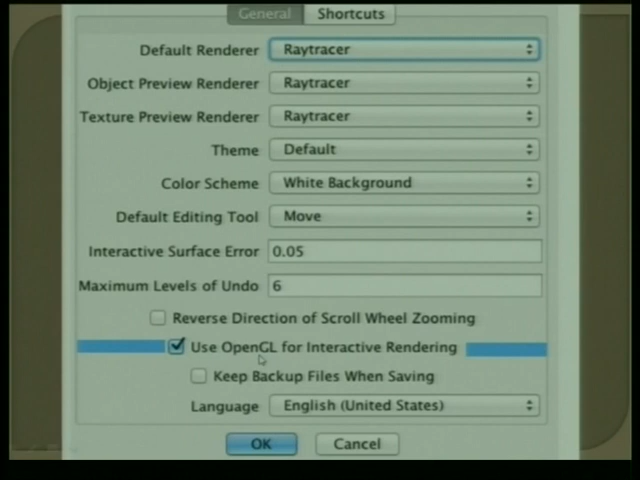 General Shortcuts
Default Renderer Raytracer
Object Preview Renderer Raytracer
Texture Preview Renderer Raytracer
Theme Default
Color Scheme White Background
Default Editing Tool Move
Interactive Surface Error 0.05
Maximum Levels of Undo 6
Reverse Direction of Scroll Wheel Zooming
Use OpenGL for Interactive Rendering
Keep Backup Files When Saving
Language English (United States)
OK Cancel